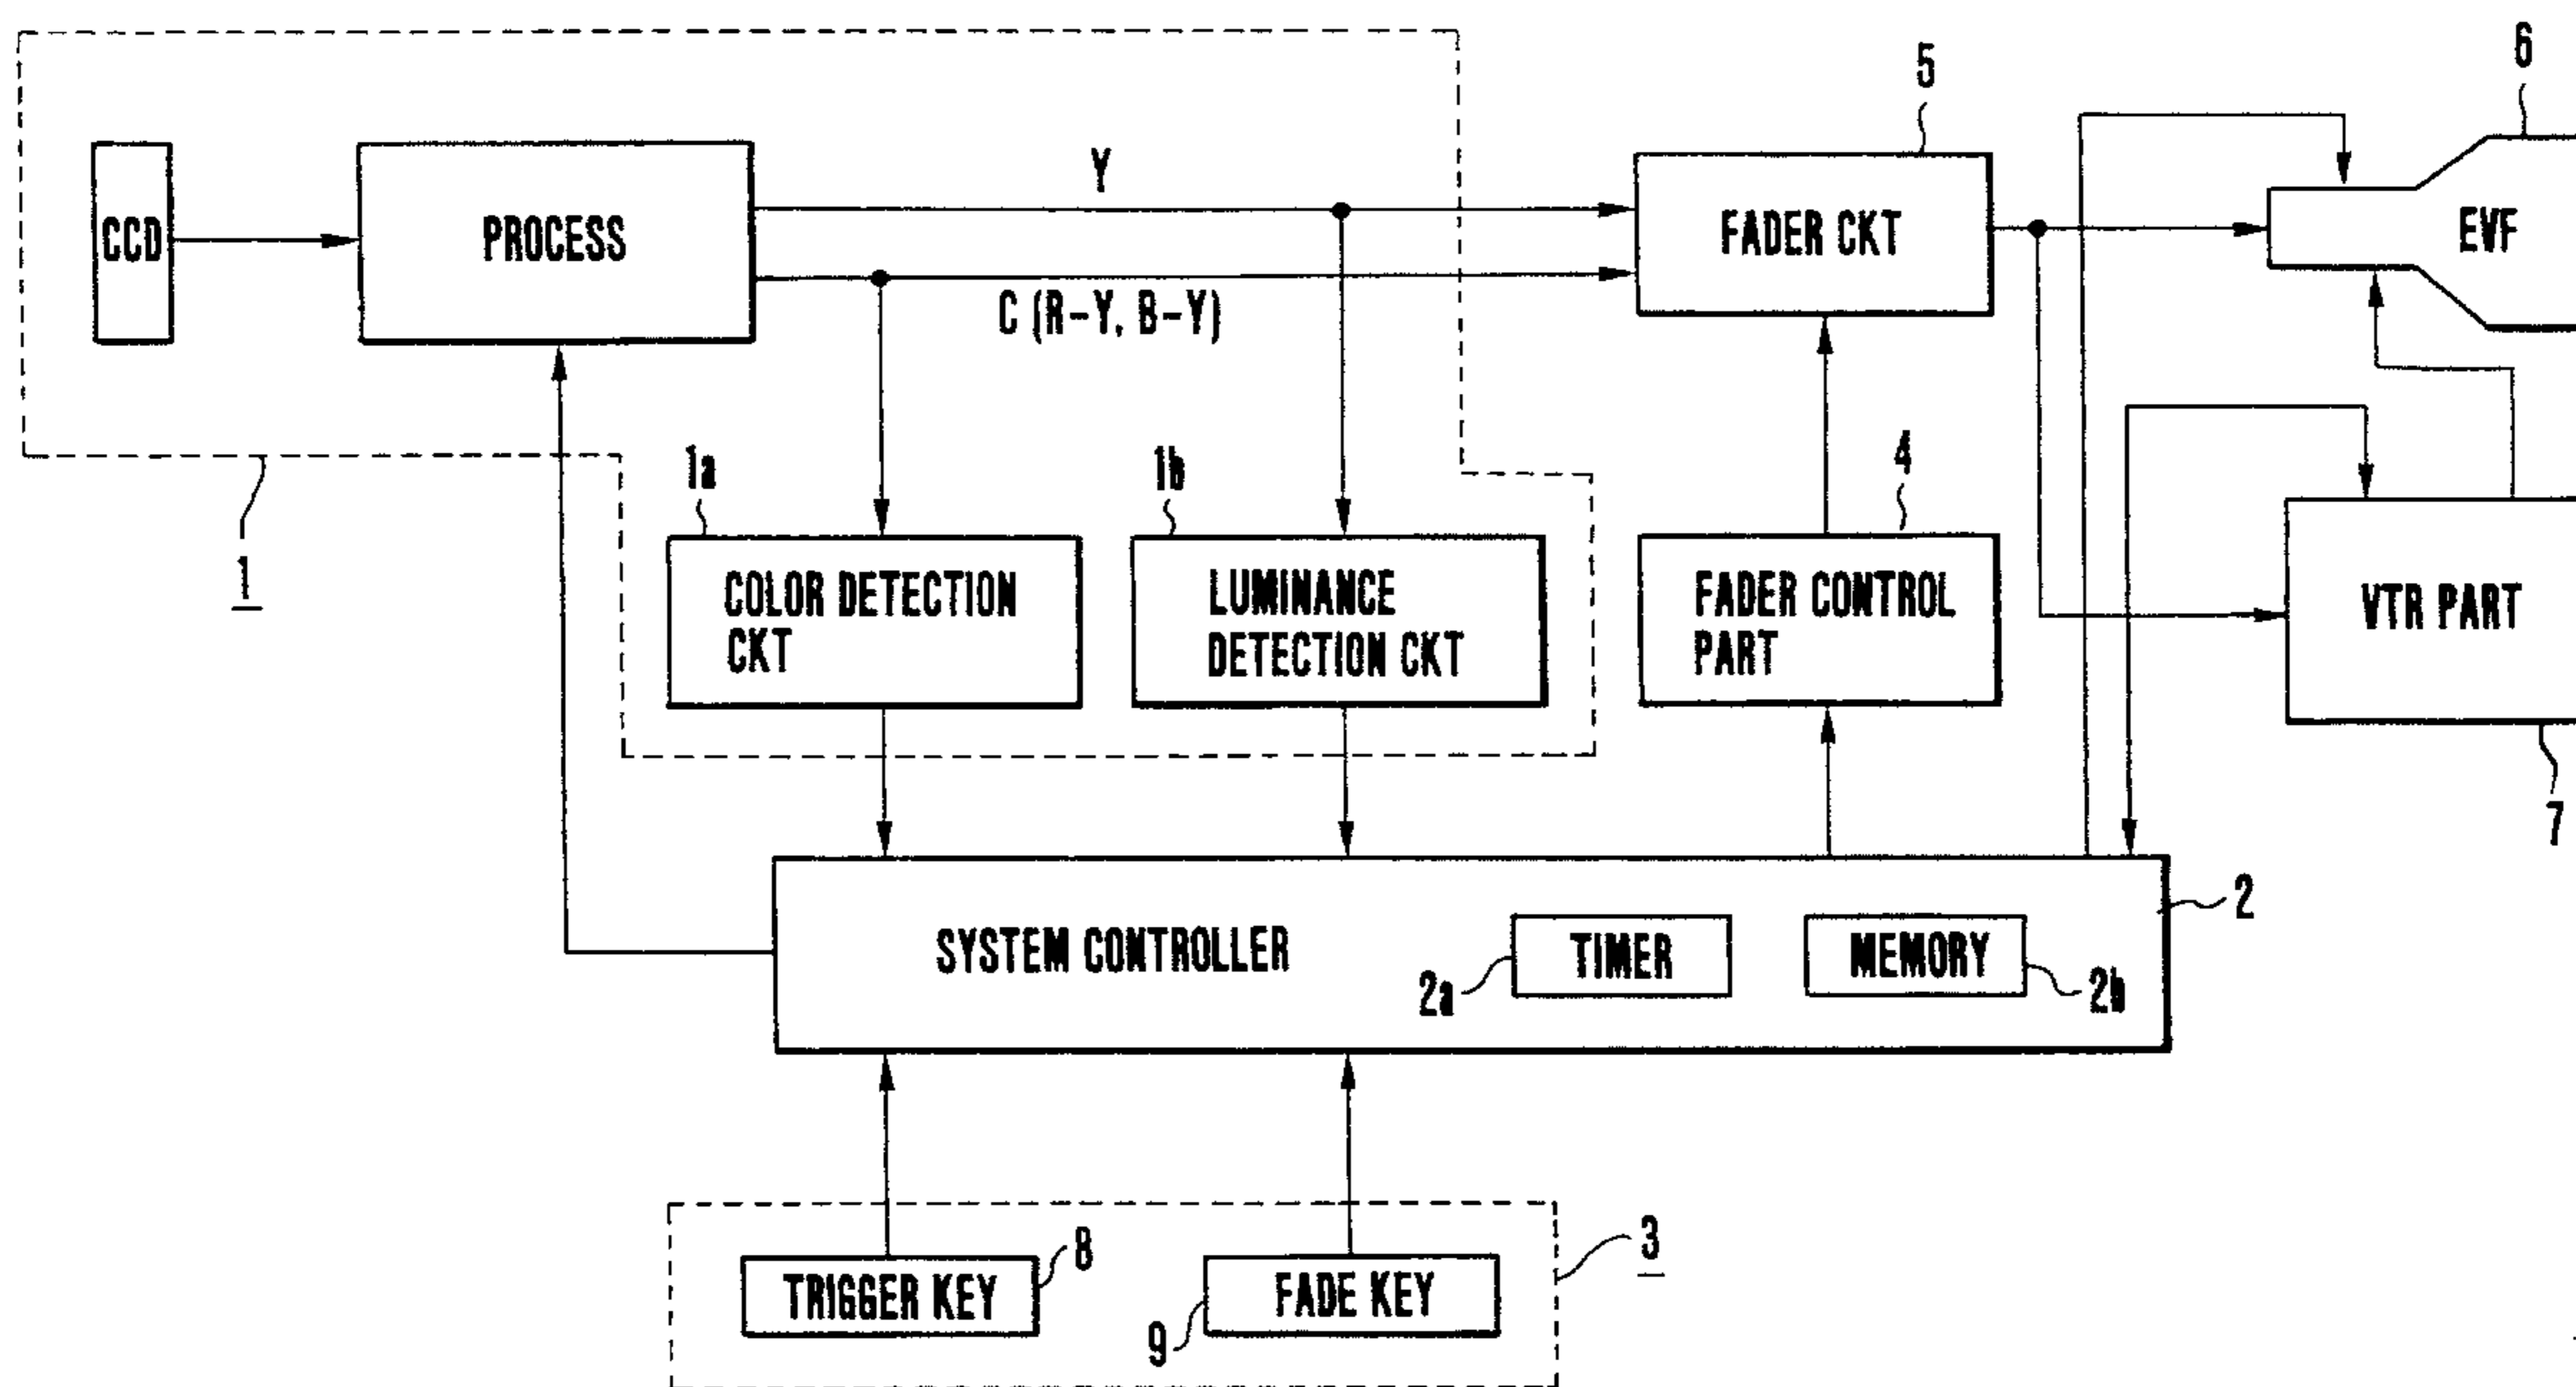 5
6
Y
CCD
PROCESS
FADER CKT
EVF
C (R-Y, B-Y)
1a
1b
4
1
COLOR DETECTION
CKT
LUMINANCE
DETECTION CKT
FADER CONTROL
PART
VTR PART
7
2
SYSTEM CONTROLLER
TIMER
MEMORY
2a
2b
3
8
TRIGGER KEY
FADE KEY
9